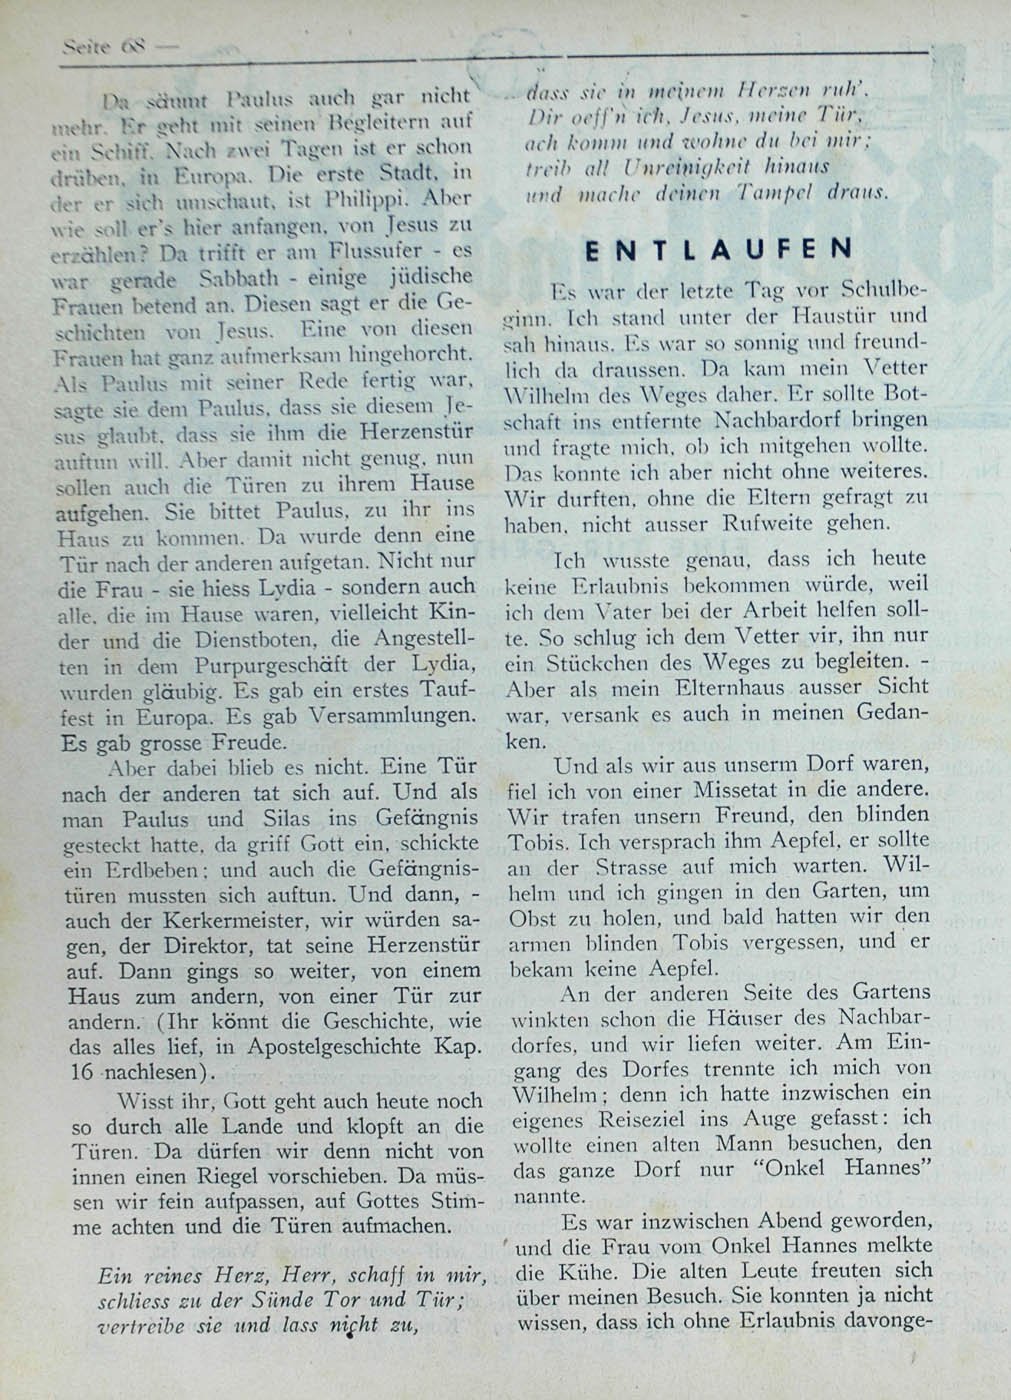 Seite 68 —
Da säumt Paulus auch gar nicht
mehr. Er geht mit seinen Begleitern auf
ein Schiff. Nach zwei Tagen ist er schon
drüben, in Europa. Die erste Stadt, in
der er sich umschaut, ist Philippi. Aber
wie soll er's hier anfangen, von Jesus zu
erzählen? Da trifft er am Flussufer - es
war gerade Sabbath - einige jüdische
Frauen betend an. Diesen sagt er die Ge-
schichten von Jesus. Eine von diesen
Frauen hat ganz aufmerksam hingehorcht.
Als Paulus mit seiner Rede fertig war,
sagte sie dem Paulus, dass sie diesem Je-
sus glaubt, dass sie ihm die Herzenstür
auftun will. Aber damit nicht genug, nun
sollen auch die Türen zu ihrem Hause
aufgehen. Sie bittet Paulus, zu ihr ins
Haus zu kommen. Da wurde denn eine
Tür nach der anderen aufgetan. Nicht nur
die Frau - sie hiess Lydia - sondern auch
alle, die im Hause waren, vielleicht Kin-
der und die Dienstboten, die Angestell-
ten in dem Purpurgeschäft der Lydia,
wurden gläubig. Es gab ein erstes Tauf-
fest in Europa. Es gab Versammlungen.
Es gab grosse Freude.
Aber dabei blieb es nicht. Eine Tür
nach der anderen tat sich auf. Und als
man Paulus und Silas ins Gefängnis
gesteckt hatte, da griff Gott ein, schickte
ein Erdbeben; und auch die Gefängnis-
türen mussten sich auftun. Und dann, -
auch der Kerkermeister, wir würden sa-
gen, der Direktor, tat seine Herzenstür
auf. Dann gings so weiter, von einem
Haus zum andern, von einer Tür zur
andern. (Ihr könnt die Geschichte, wie
das alles lief, in Apostelgeschichte Kap.
16 nachlesen).
Wisst ihr, Gott geht auch heute noch
so durch alle Lande und klopft an die
Türen. Da dürfen wir denn nicht von
innen einen Riegel vorschieben. Da müs-
sen wir fein aufpassen, auf Gottes Stim-
me achten und die Türen aufmachen.
Ein reines Herz, Herr, schaff in mir,
schliess zu der Sünde Tor und Tür;
vertreibe sie und lass nicht zu,
dass sie in meinem Herzen ruh'.
Dir oeff'n ich, Jesus, meine Tür,
ach komm und wohne du bei mir;
treib all Unreinigkeit hinaus
und mache deinen Tampel draus.
ENTLAUFEN
Es war der letzte Tag vor Schulbe-
ginn. Ich stand unter der Haustür und
sah hinaus. Es war so sonnig und freund-
lich da draussen. Da kam mein Vetter
Wilhelm des Weges daher. Er sollte Bot-
schaft ins entfernte Nachbardorf bringen
und fragte mich, ob ich mitgehen wollte.
Das konnte ich aber nicht ohne weiteres.
Wir durften, ohne die Eltern gefragt zu
haben, nicht ausser Rufweite gehen.
Ich wusste genau, dass ich heute
keine Erlaubnis bekommen würde, weil
ich dem Vater bei der Arbeit helfen soll-
te. So schlug ich dem Vetter vir, ihn nur
ein Stückchen des Weges zu begleiten. -
Aber als mein Elternhaus ausser Sicht
war, versank es auch in meinen Gedan-
ken.
Und als wir aus unserm Dorf waren,
fiel ich von einer Missetat in die andere.
Wir trafen unsern Freund, den blinden
Tobis. Ich versprach ihm Aepfel, er sollte
an der Strasse auf mich warten. Wil-
helm und ich gingen in den Garten, um
Obst zu holen, und bald hatten wir den
armen blinden Tobis vergessen, und er
bekam keine Aepfel.
An der anderen Seite des Gartens
winkten schon die Häuser des Nachbar-
dorfes, und wir liefen weiter. Am Ein-
gang des Dorfes trennte ich mich von
Wilhelm; denn ich hatte inzwischen ein
eigenes Reiseziel ins Auge gefasst: ich
wollte einen alten Mann besuchen, den
das ganze Dorf nur “Onkel Hannes”
nannte.
Es war inzwischen Abend geworden,
und die Frau vom Onkel Hannes melkte
die Kühe. Die alten Leute freuten sich
über meinen Besuch. Sie konnten ja nicht
wissen, dass ich ohne Erlaubnis davonge-